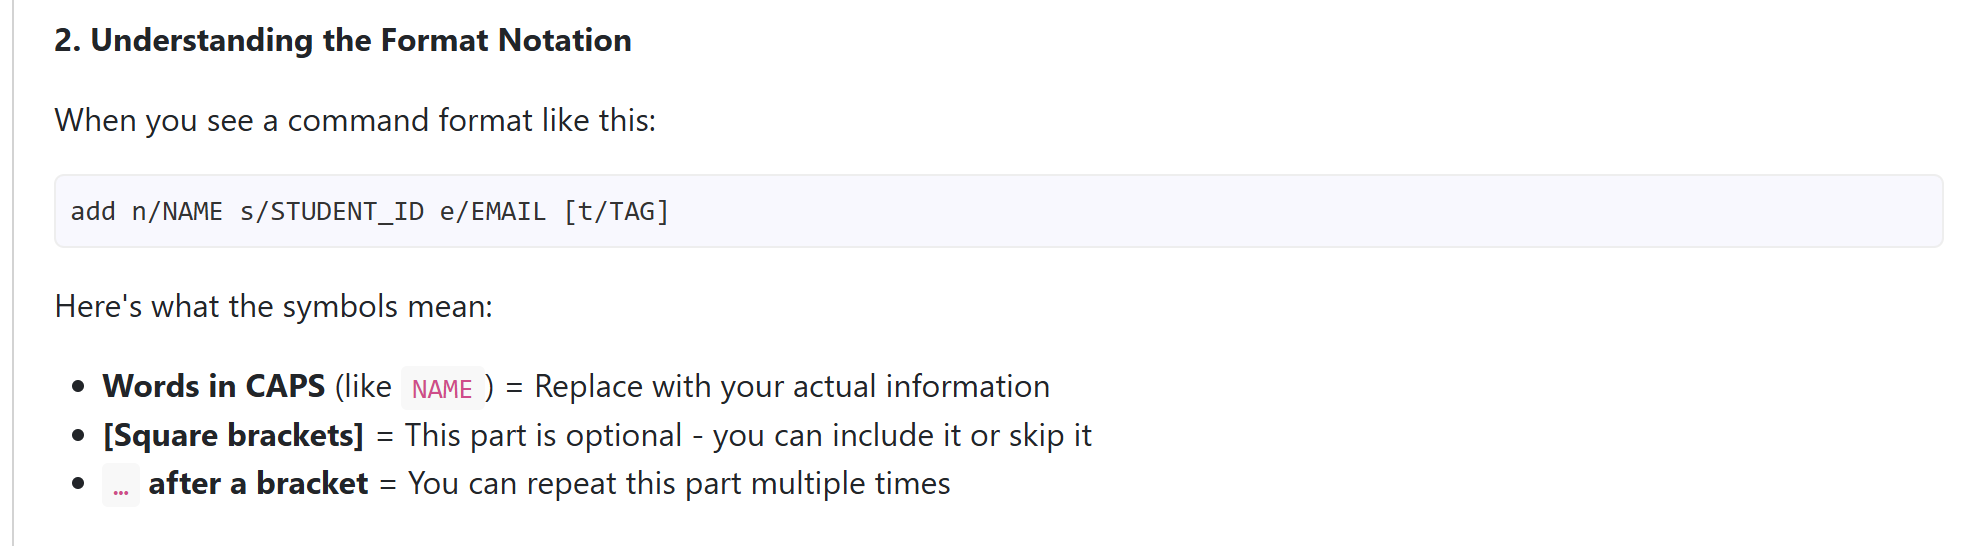 2. Understanding the Format Notation
When you see a command format like this:
add n/NAME s/STUDENT_ID e/EMAIL [t/TAG]
Here's what the symbols mean:
• Words in CAPS (like NAME) = Replace with your actual information
• [Square brackets] = This part is optional - you can include it or skip it
• … after a bracket = You can repeat this part multiple times